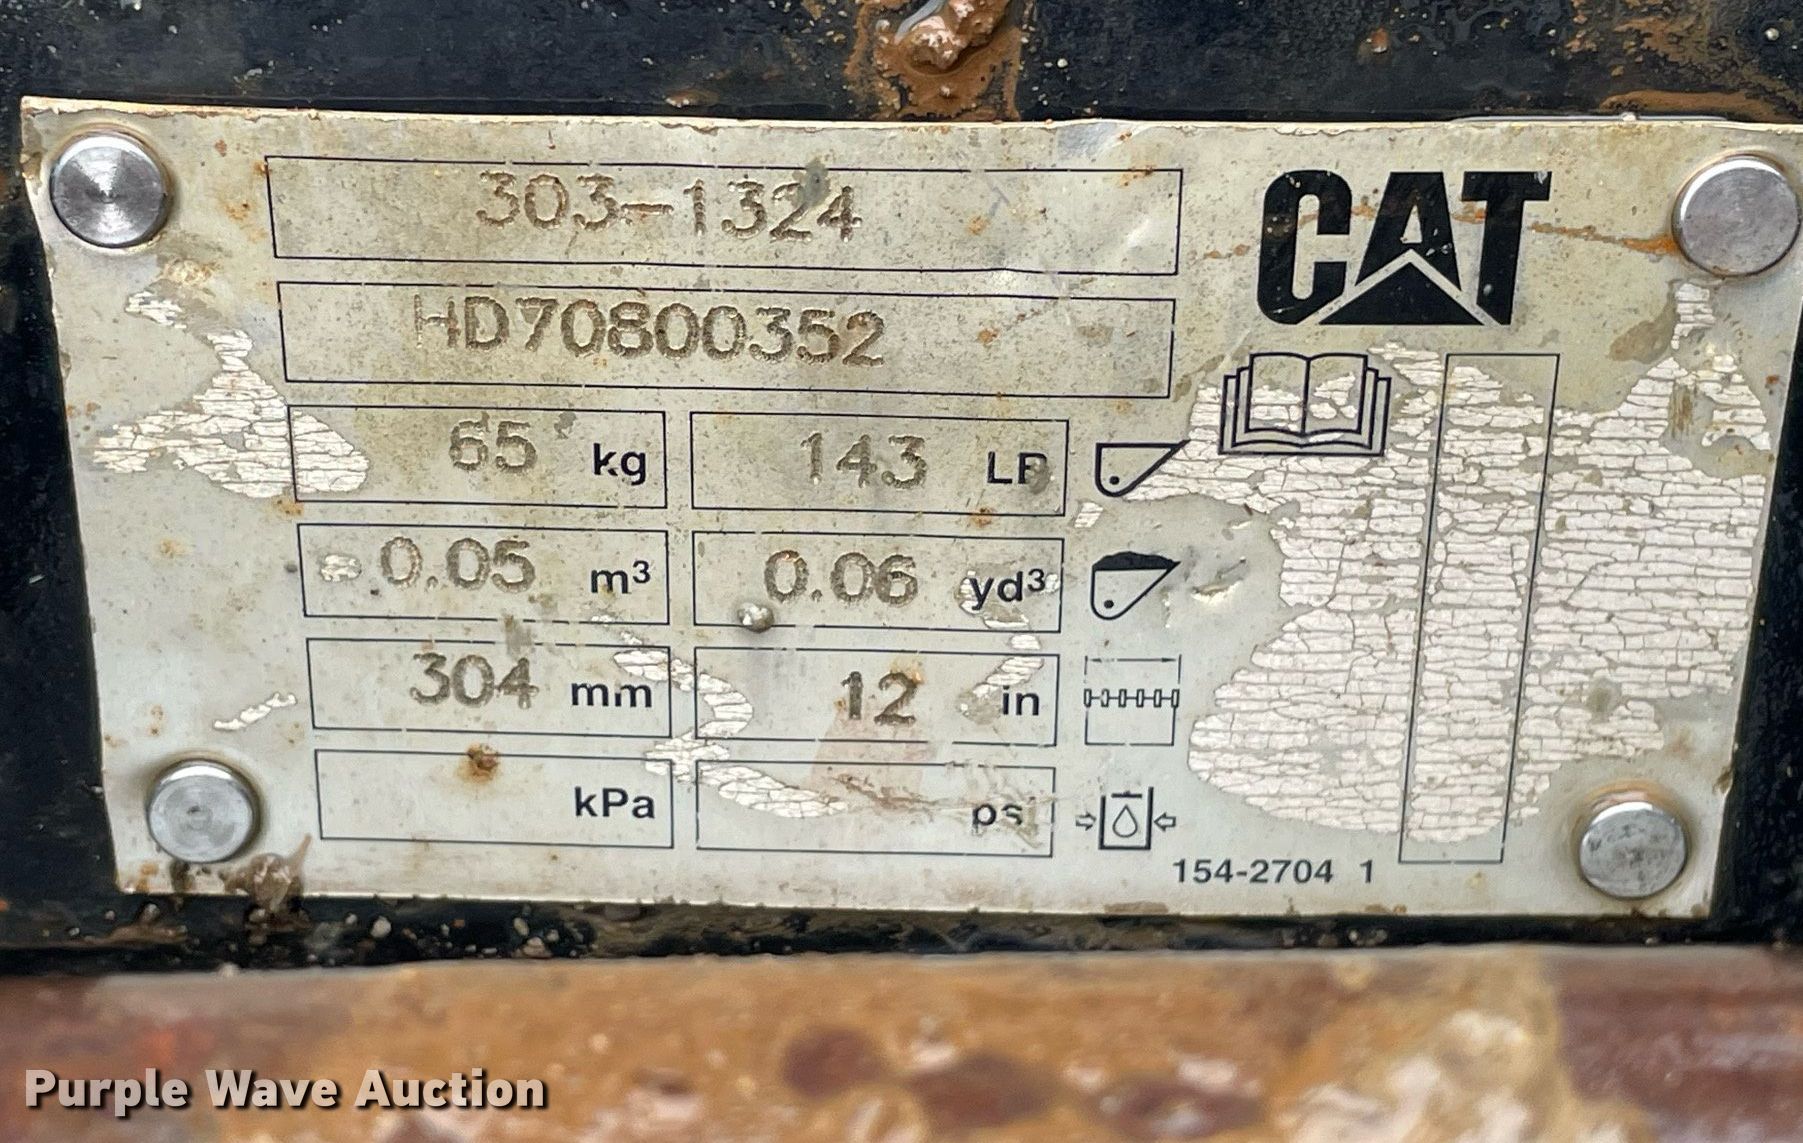 303-1324
CAT
HD70800352
65 kg 143 LB
0.05 m³ 0.06 yd³
304 mm 12 in
kPa psi
154-2704 1
Purple Wave Auction